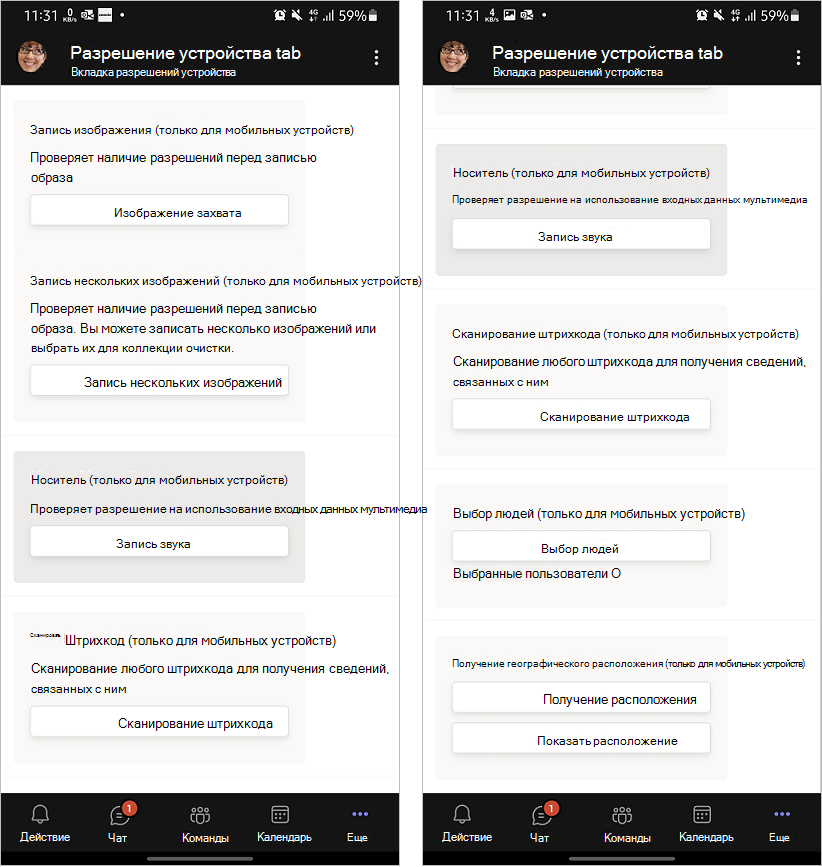 11:31 0 KB/s 4G 59%
Разрешение устройства tab
Вкладка разрешений устройства
Запись изображения (только для мобильных устройств)
Проверяет наличие разрешений перед записью
образа
Изображение захвата
Запись нескольких изображений (только для мобильных устройств)
Проверяет наличие разрешений перед записью
образа. Вы можете записать несколько изображений или
выбрать их для коллекции очистки.
Запись нескольких изображений
Носитель (только для мобильных устройств)
Проверяет разрешение на использование входных данных мультимедиа
Запись звука
Сканировать Штрихкод (только для мобильных устройств)
Сканирование любого штрихкода для получения сведений,
связанных с ним
Сканирование штрихкода
Действие
1
Чат
Команды
Календарь
Еще
11:31 4 KB/s 4G 59%
Разрешение устройства tab
Вкладка разрешений устройства
Носитель (только для мобильных устройств)
Проверяет разрешение на использование входных данных мультимедиа
Запись звука
Сканирование штрихкода (только для мобильных устройств)
Сканирование любого штрихкода для получения сведений,
связанных с ним
Сканирование штрихкода
Выбор людей (только для мобильных устройств)
Выбор людей
Выбранные пользователи О
Получение географического расположения (только для мобильных устройств)
Получение расположения
Показать расположение
Действие
1
Чат
Команды
Календарь
Еще